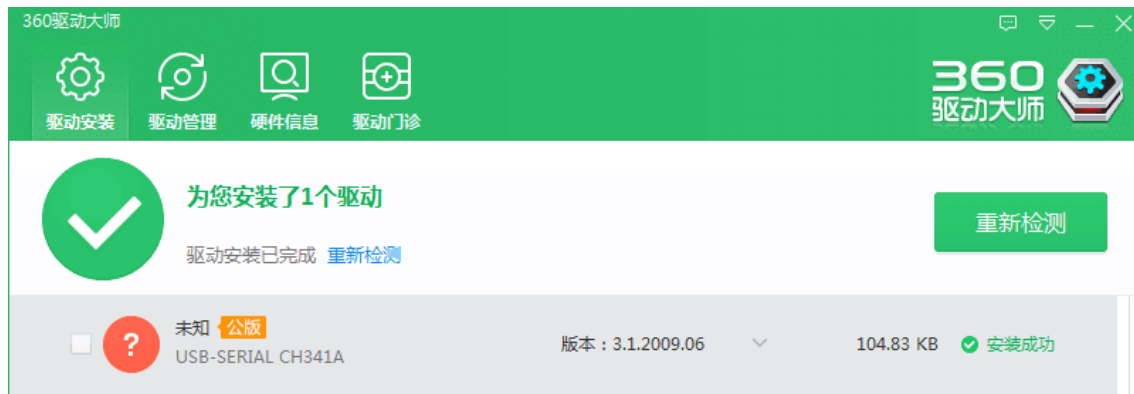 360驱动大师
驱动安装
驱动管理
硬件信息
驱动门诊
360
驱动大师
为您安装了1个驱动
重新检测
驱动安装已完成 重新检测
?
未知 公版
USB-SERIAL CH341A
版本：3.1.2009.06
104.83 KB
安装成功